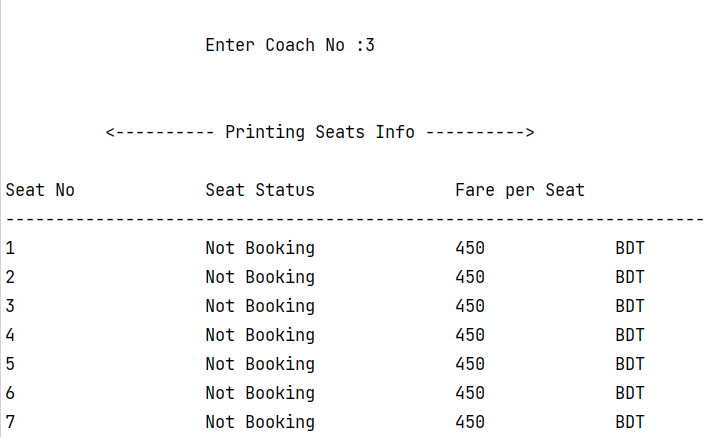 Enter Coach No :3
<---------- Printing Seats Info ---------->
Seat No Seat Status Fare per Seat
----------------------------------------------------------------------
1 Not Booking 450 BDT
2 Not Booking 450 BDT
3 Not Booking 450 BDT
4 Not Booking 450 BDT
5 Not Booking 450 BDT
6 Not Booking 450 BDT
7 Not Booking 450 BDT